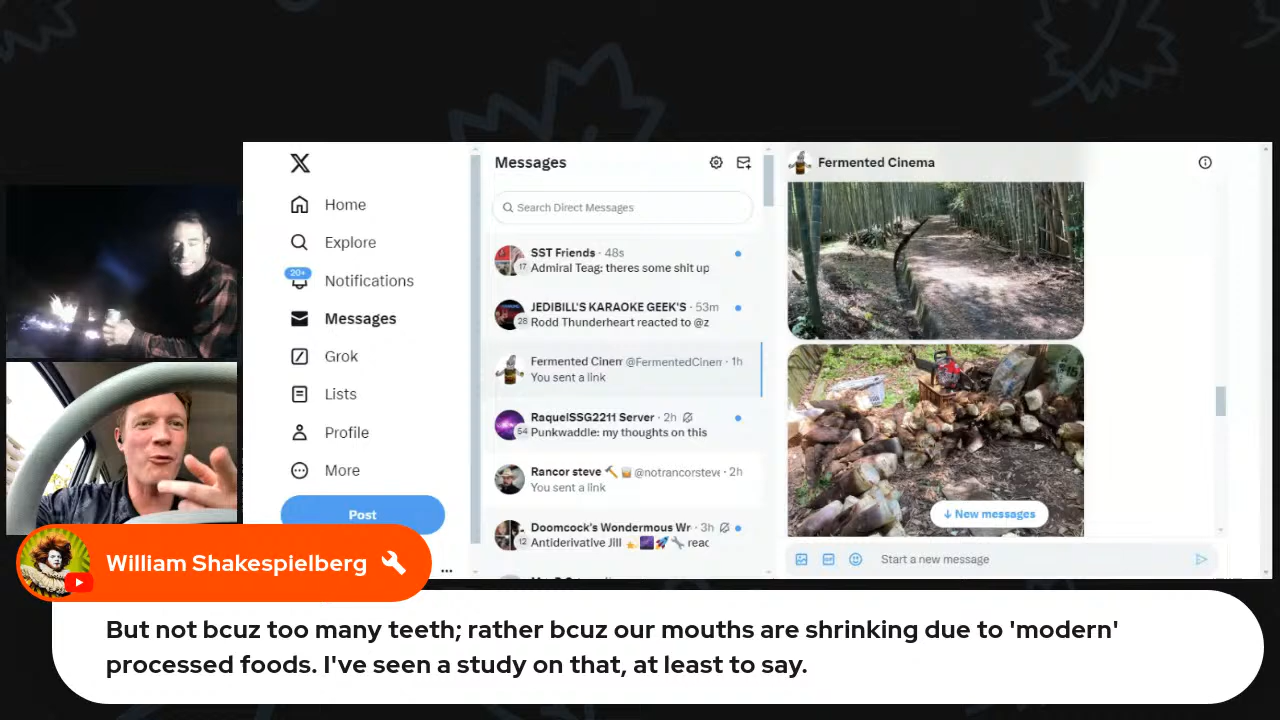 Home
Explore
20+
Notifications
Messages
Grok
Lists
Profile
More
Post
Messages
Search Direct Messages
SST Friends · 48s
17
Admiral Teag: theres some shit up
JEDIBILL'S KARAOKE GEEK'S · 53m
28
Rodd Thunderheart reacted to @z
Fermented Cinem @FermentedCinem · 1h
You sent a link
RaquelSSG2211 Server · 2h
54
Punkwaddle: my thoughts on this
Rancor steve @notrancorsteve · 2h
You sent a link
Doomcock's Wondermous Wr · 3h
12
Antiderivative Jill reac
Fermented Cinema
New messages
Start a new message
William Shakespielberg
But not bcuz too many teeth; rather bcuz our mouths are shrinking due to 'modern'
processed foods. I've seen a study on that, at least to say.